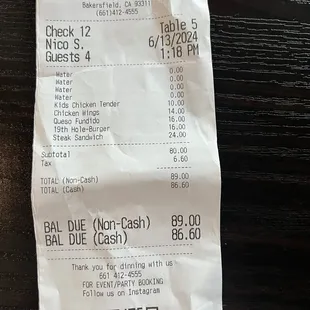 Bakersfield, CA 93311
(661)412-4555
Check 12 Table 5
Nico S. 6/13/2024
Guests 4 1:18 PM
Water 0.00
Water 0.00
Water 0.00
Water 0.00
Kids Chicken Tender 10.00
Chicken Wings 14.00
Queso Fundido 16.00
19th Hole-Burger 16.00
Steak Sandwich 24.00
Subtotal 80.00
Tax 6.60
TOTAL (Non-Cash) 89.00
TOTAL (Cash) 86.60
BAL DUE (Non-Cash) 89.00
BAL DUE (Cash) 86.60
Thank you for dining with us
661 412-4555
FOR EVENT/PARTY BOOKING
Follow us on Instagram